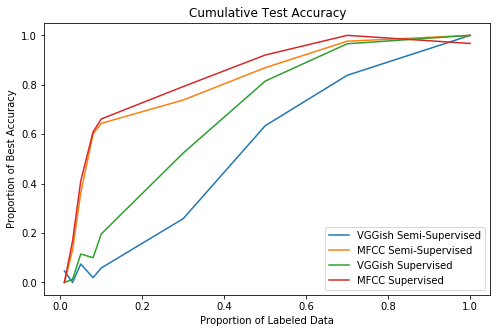 Cumulative Test Accuracy
Proportion of Best Accuracy
1.0
0.8
0.6
0.4
0.2
0.0
VGGish Semi-Supervised
MFCC Semi-Supervised
VGGish Supervised
MFCC Supervised
0.0 0.2 0.4 0.6 0.8 1.0
Proportion of Labeled Data